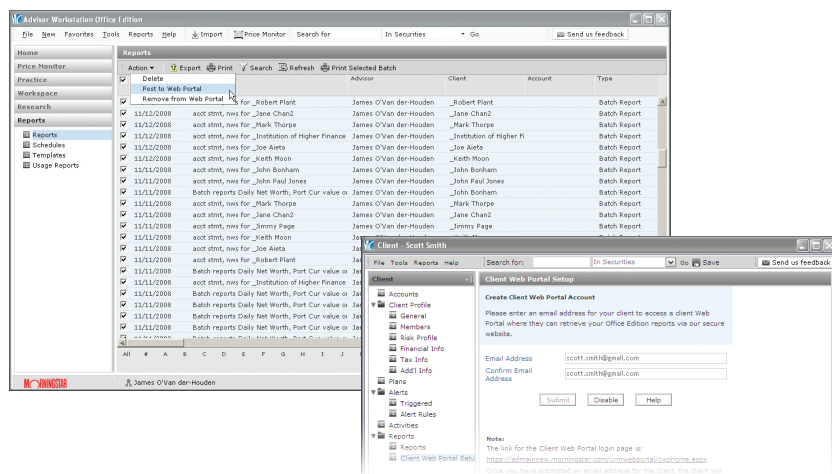 Advisor Workstation Office Edition
File New Favorites Tools Reports Help Import Price Monitor Search for In Securities Go Send us feedback
Home
Price Monitor
Practice
Workspace
Research
Reports
Reports
Schedules
Templates
Usage Reports
Reports
Action Export Print Search Refresh Print Selected Batch
Delete
Post to Web Portal
Remove from Web Portal
Advisor Client Account Type
nws for _Robert Plant James O'Van der-Houden _Robert Plant Batch Report
11/12/2008 acct stmt, nws for _Jane Chan2 James O'Van der-Houden _Jane Chan2 Batch Report
11/12/2008 acct stmt, nws for _Mark Thorpe James O'Van der-Houden _Mark Thorpe Batch Report
11/12/2008 acct stmt, nws for _Institution of Higher Finance James O'Van der-Houden _Institution of Higher Fi Batch Report
11/12/2008 acct stmt, nws for _Joe Aieta James O'Van der-Houden _Joe Aieta Batch Report
11/12/2008 acct stmt, nws for _Keith Moon James O'Van der-Houden _Keith Moon Batch Report
11/11/2008 acct stmt, nws for _John Bonham James O'Van der-Houden _John Bonham Batch Report
11/11/2008 acct stmt, nws for _John Paul Jones James O'Van der-Houden _John Paul Jones Batch Report
11/11/2008 Batch reports Daily Net Worth, Port Cur value o James O'Van der-Houden _John Bonham Batch Report
11/11/2008 acct stmt, nws for _Mark Thorpe James O'Van der-Houden _Mark Thorpe Batch Report
11/11/2008 acct stmt, nws for _Jane Chan2 James O'Van der-Houden _Jane Chan2 Batch Report
11/11/2008 acct stmt, nws for _Jimmy Page James O'Van der-Houden _Jimmy Page Batch Report
11/11/2008 acct stmt, nws for _Keith Moon
11/11/2008 acct stmt, nws for _Joe Aieta
11/11/2008 acct stmt, nws for _Robert Plant
11/11/2008 Batch reports Daily Net Worth, Port Cur value o
11/11/2008 acct stmt, nws for _Institution of Higher Finance
11/11/2008 Batch reports Daily Net Worth, Port Cur value o
11/11/2008 Batch reports Daily Net Worth, Port Cur value o
11/11/2008 Batch reports Daily Net Worth, Port Cur value o
11/11/2008 Batch reports Daily Net Worth, Port Cur value o
All # A B C D E F G H I J
MORNINGSTAR James O'Van der-Houden
Client - Scott Smith
File Tools Reports Help Search for: In Securities Go Save Send us feedback
Client
Accounts
Client Profile
General
Members
Risk Profile
Financial Info
Tax Info
Add'l Info
Plans
Alerts
Triggered
Alert Rules
Activities
Reports
Reports
Client Web Portal Setu
Client Web Portal Setup
Create Client Web Portal Account
Please enter an email address for your client to access a client Web
Portal where they can retrieve your Office Edition reports via our secure
website.
Email Address scott.smith@gmail.com
Confirm Email scott.smith@gmail.com
Address
Submit Disable Help
Note:
The link for the Client Web Portal login page is:
https://admainnew.morningstar.com/crmwebportal/cwphome.aspx
Once you have submitted an email address for the client, the client will